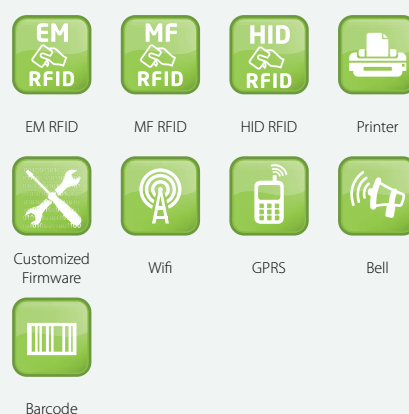 EM
RFID
MF
RFID
HID
RFID
EM RFID
MF RFID
HID RFID
Printer
Customized
Firmware
Wifi
GPRS
Bell
Barcode